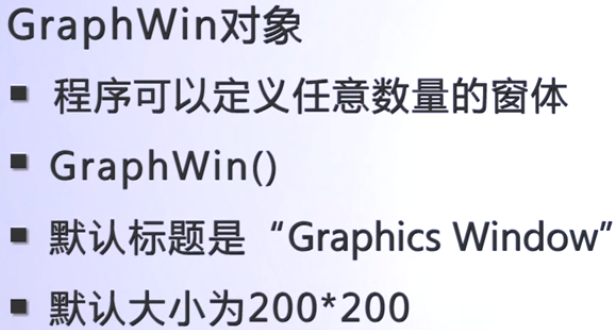 GraphWin对象
▪ 程序可以定义任意数量的窗体
▪ GraphWin()
▪ 默认标题是“Graphics Window”
▪ 默认大小为200*200